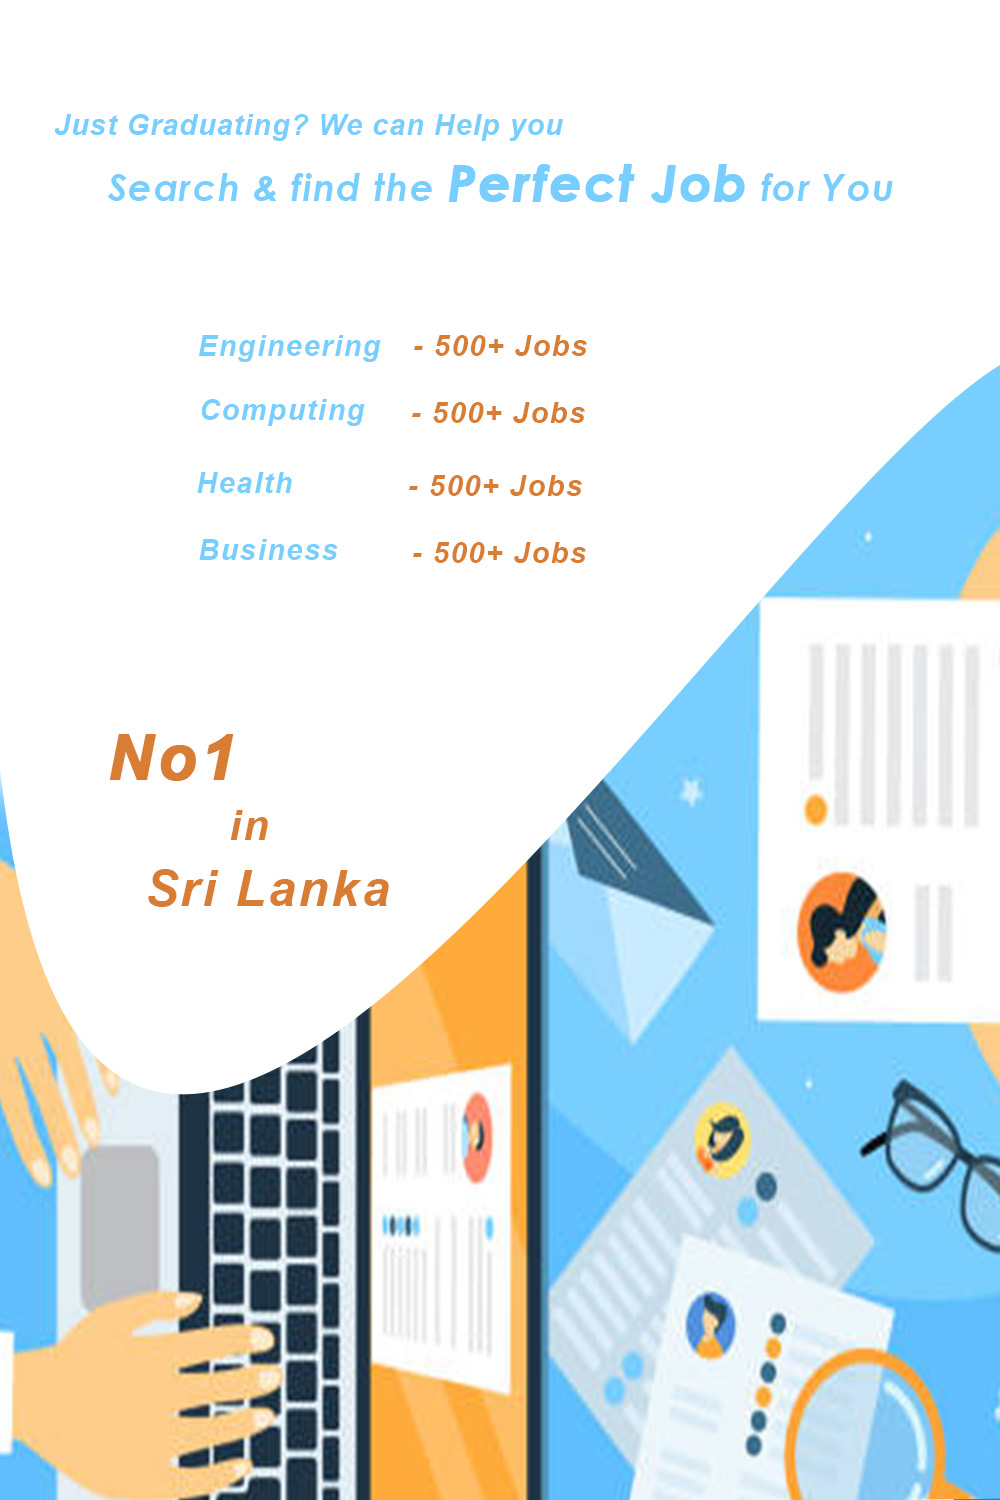 Just Graduating? We can Help you
Search & find the Perfect Job for You
Engineering - 500+ Jobs
Computing - 500+ Jobs
Health - 500+ Jobs
Business - 500+ Jobs
No1
in
Sri Lanka